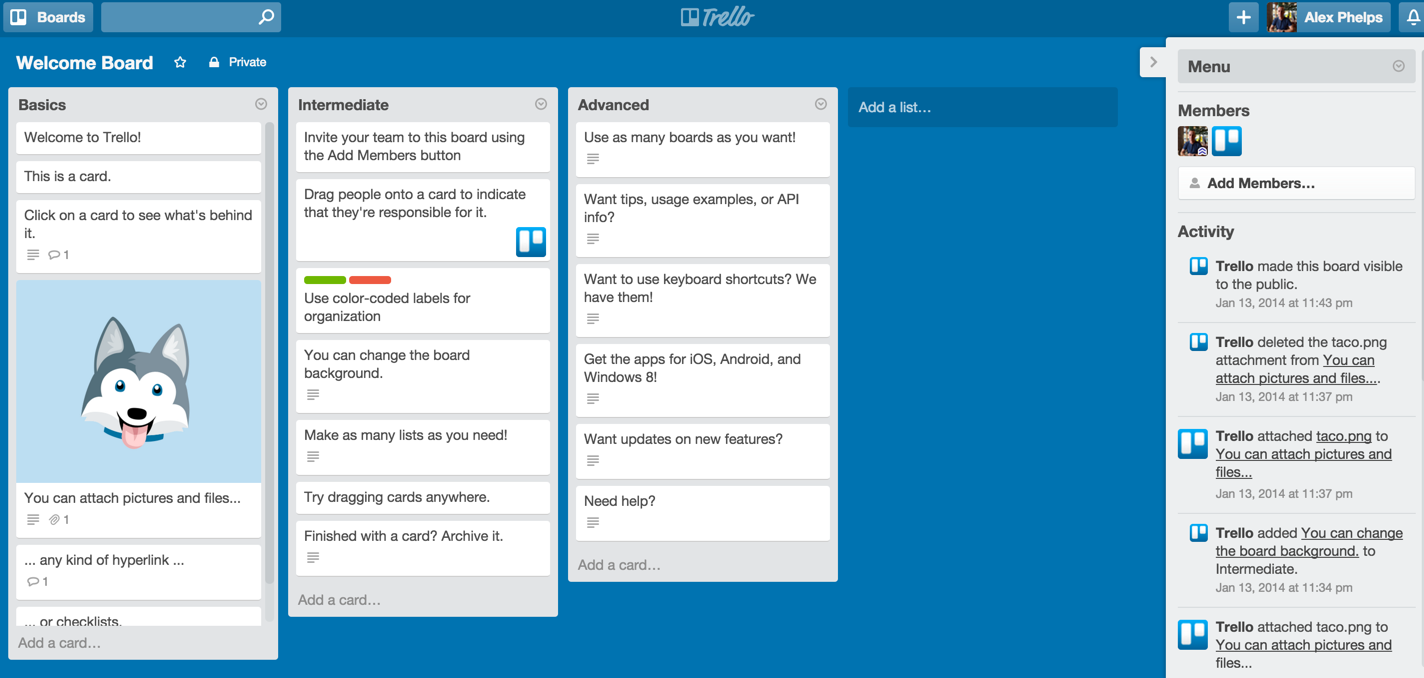 Boards
Trello
Alex Phelps
Welcome Board
Private
Basics
Welcome to Trello!
This is a card.
Click on a card to see what's behind
it.
1
You can attach pictures and files...
1
... any kind of hyperlink ...
1
... or checklists.
Add a card…
Intermediate
Invite your team to this board using
the Add Members button
Drag people onto a card to indicate
that they're responsible for it.
Use color-coded labels for
organization
You can change the board
background.
Make as many lists as you need!
Try dragging cards anywhere.
Finished with a card? Archive it.
Add a card…
Advanced
Use as many boards as you want!
Want tips, usage examples, or API
info?
Want to use keyboard shortcuts? We
have them!
Get the apps for iOS, Android, and
Windows 8!
Want updates on new features?
Need help?
Add a card…
Add a list…
Menu
Members
Add Members…
Activity
Trello made this board visible
to the public.
Jan 13, 2014 at 11:43 pm
Trello deleted the taco.png
attachment from You can
attach pictures and files....
Jan 13, 2014 at 11:37 pm
Trello attached taco.png to
You can attach pictures and
files...
Jan 13, 2014 at 11:37 pm
Trello added You can change
the board background. to
Intermediate.
Jan 13, 2014 at 11:34 pm
Trello attached taco.png to
You can attach pictures and
files...